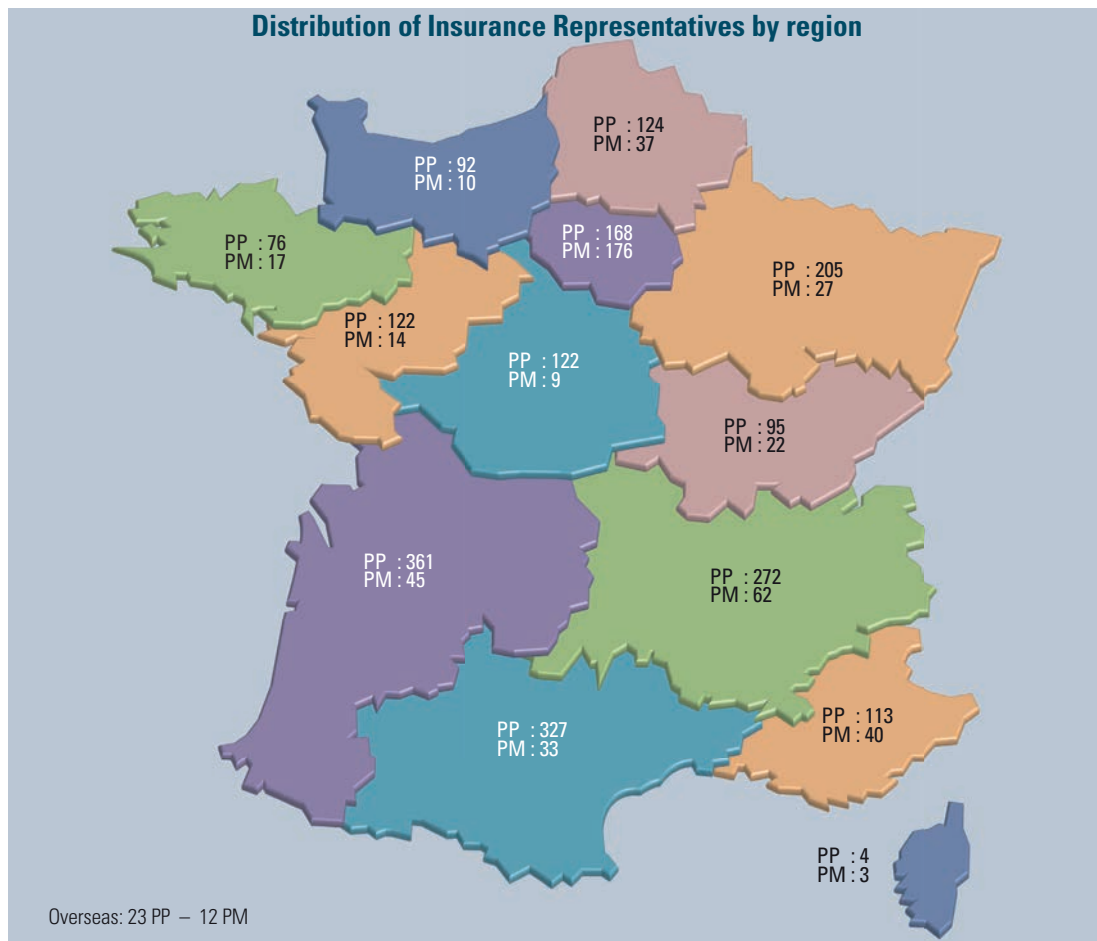 Distribution of Insurance Representatives by region
PP : 124
PM : 37
PP : 92
PM : 10
PP : 76
PM : 17
PP : 168
PM : 176
PP : 205
PM : 27
PP : 122
PM : 14
PP : 122
PM : 9
PP : 95
PM : 22
PP : 361
PM : 45
PP : 272
PM : 62
PP : 327
PM : 33
PP : 113
PM : 40
PP : 4
PM : 3
Overseas: 23 PP – 12 PM